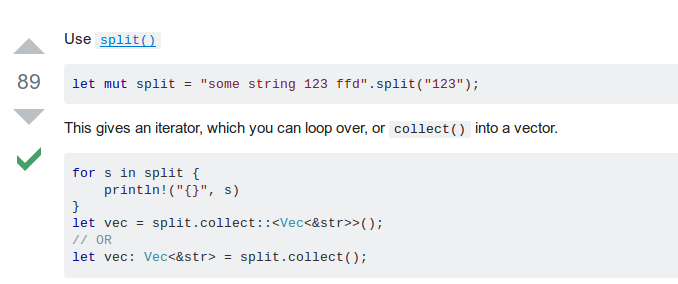 Use split()
89
let mut split = "some string 123 ffd".split("123");
This gives an iterator, which you can loop over, or collect() into a vector.
for s in split {
    println!("{}", s)
}
let vec = split.collect::<Vec<&str>>();
// OR
let vec: Vec<&str> = split.collect();